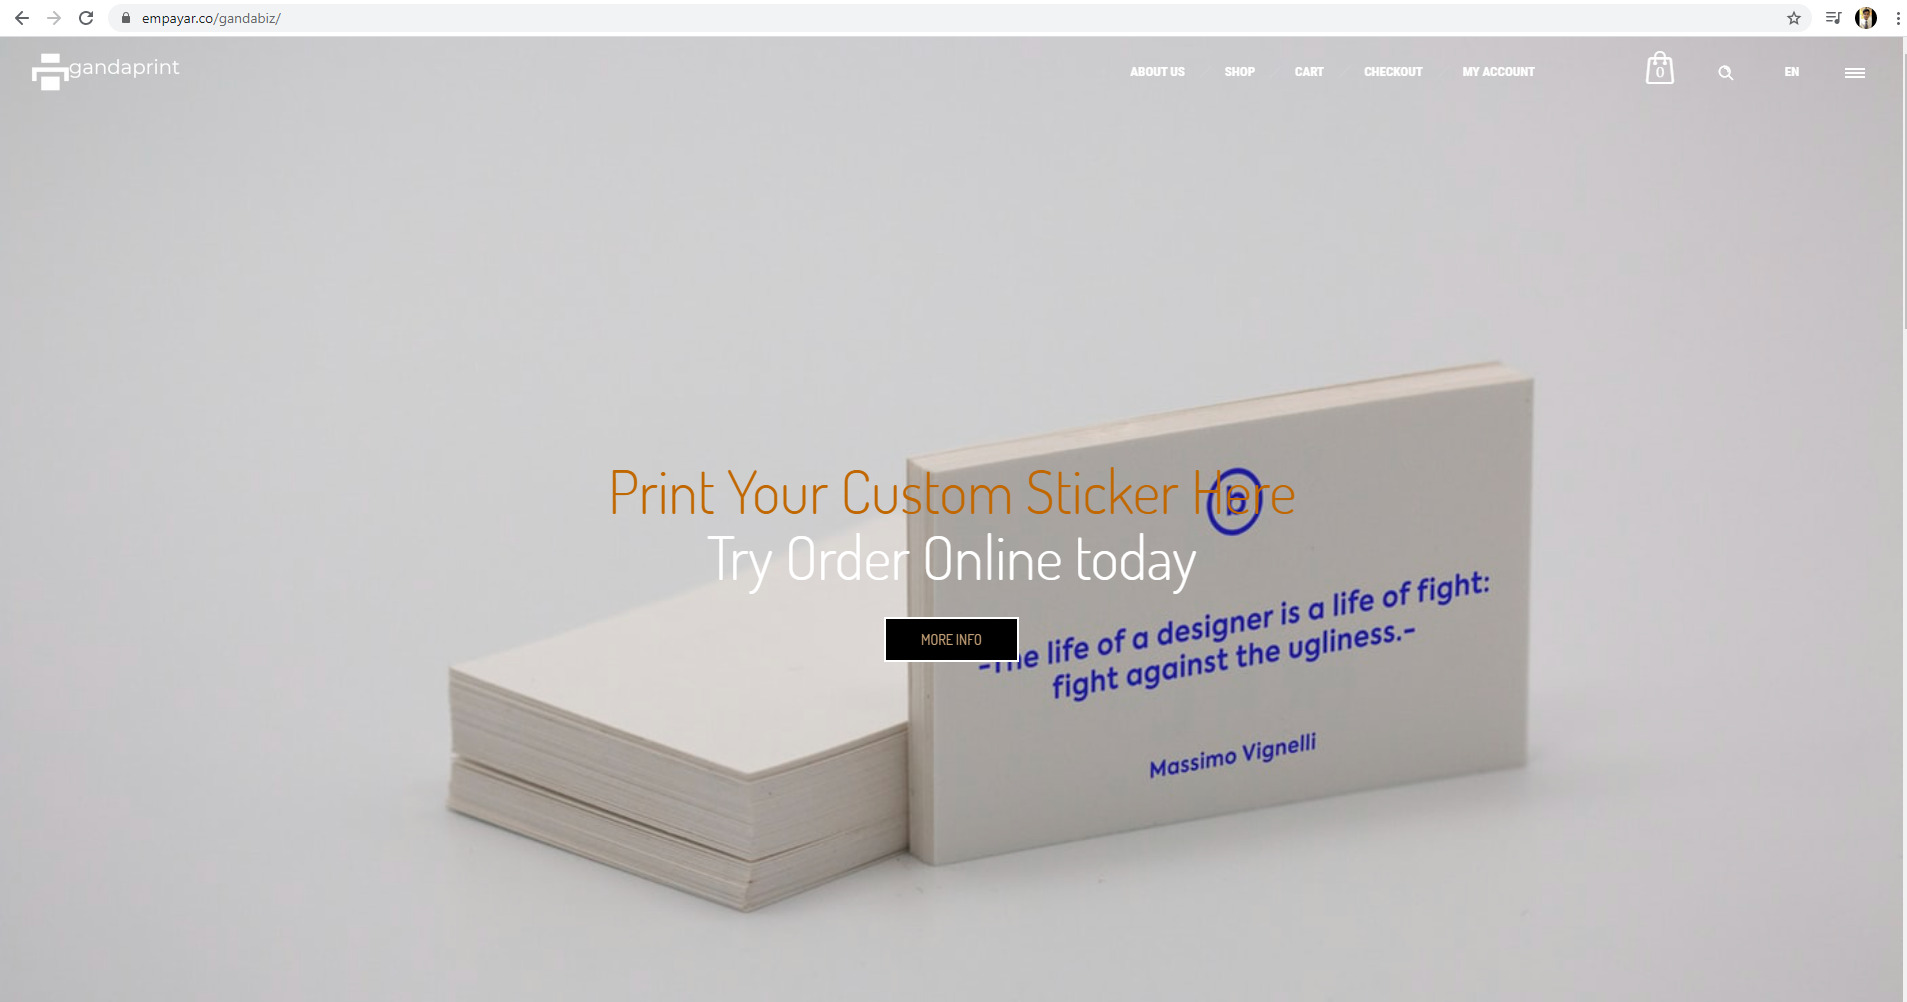 empayar.co/gandabiz/
gandaprint
ABOUT US
SHOP
CART
CHECKOUT
MY ACCOUNT
0
EN
Print Your Custom Sticker Here
Try Order Online today
MORE INFO
b
-The life of a designer is a life of fight:
fight against the ugliness.-
Massimo Vignelli